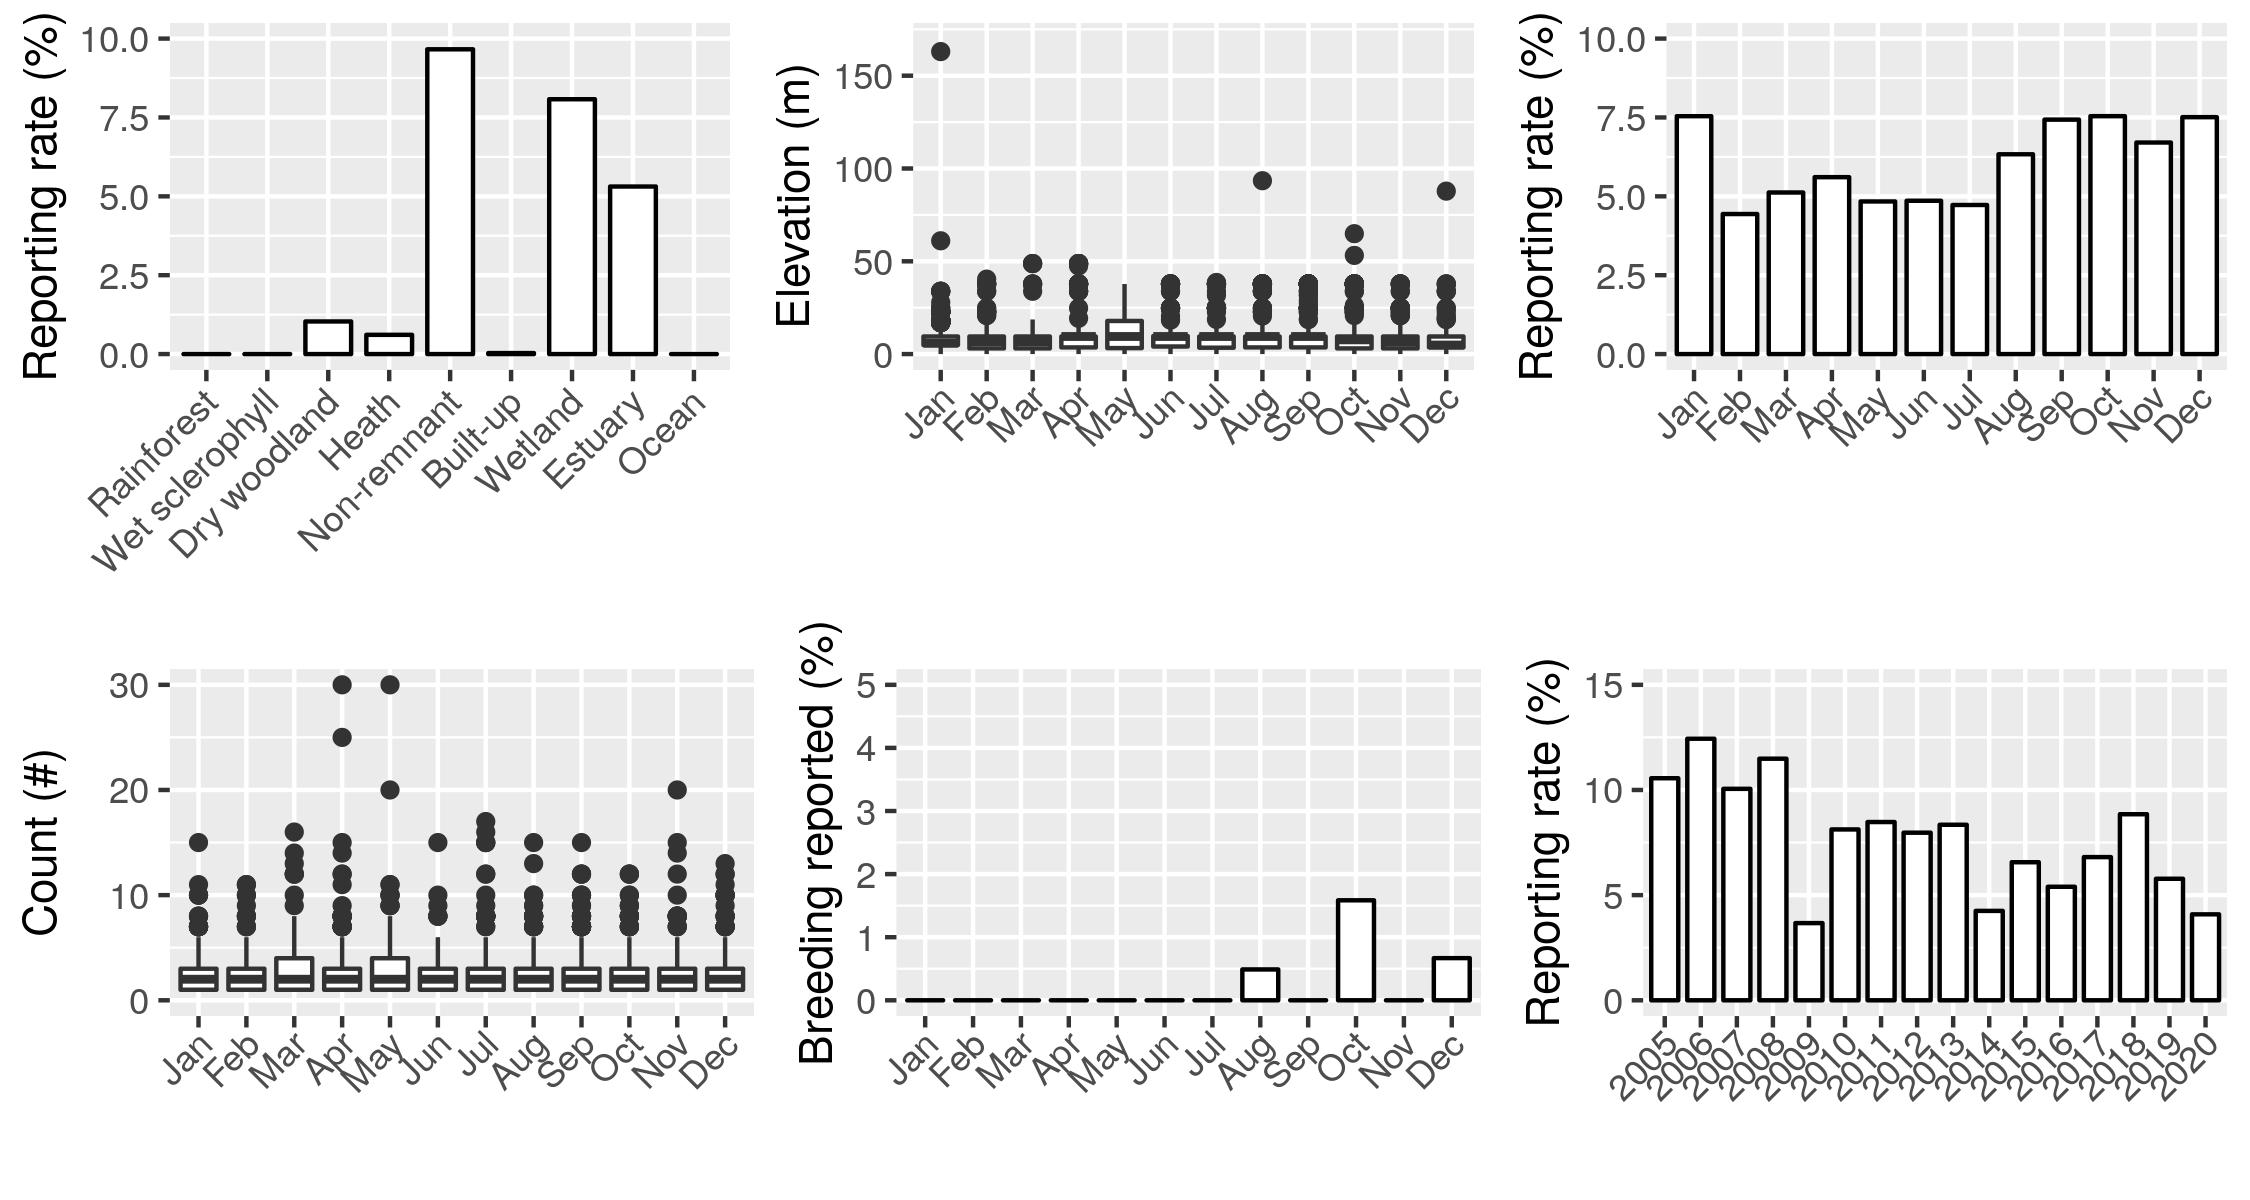 Reporting rate (%)
10.0
7.5
5.0
2.5
0.0
Rainforest
Wet sclerophyll
Dry woodland
Heath
Non-remnant
Built-up
Wetland
Estuary
Ocean
Elevation (m)
150
100
50
0
Jan
Feb
Mar
Apr
May
Jun
Jul
Aug
Sep
Oct
Nov
Dec
Reporting rate (%)
10.0
7.5
5.0
2.5
0.0
Jan
Feb
Mar
Apr
May
Jun
Jul
Aug
Sep
Oct
Nov
Dec
Count (#)
30
20
10
0
Jan
Feb
Mar
Apr
May
Jun
Jul
Aug
Sep
Oct
Nov
Dec
Breeding reported (%)
5
4
3
2
1
0
Jan
Feb
Mar
Apr
May
Jun
Jul
Aug
Sep
Oct
Nov
Dec
Reporting rate (%)
15
10
5
0
2005
2006
2007
2008
2009
2010
2011
2012
2013
2014
2015
2016
2017
2018
2019
2020